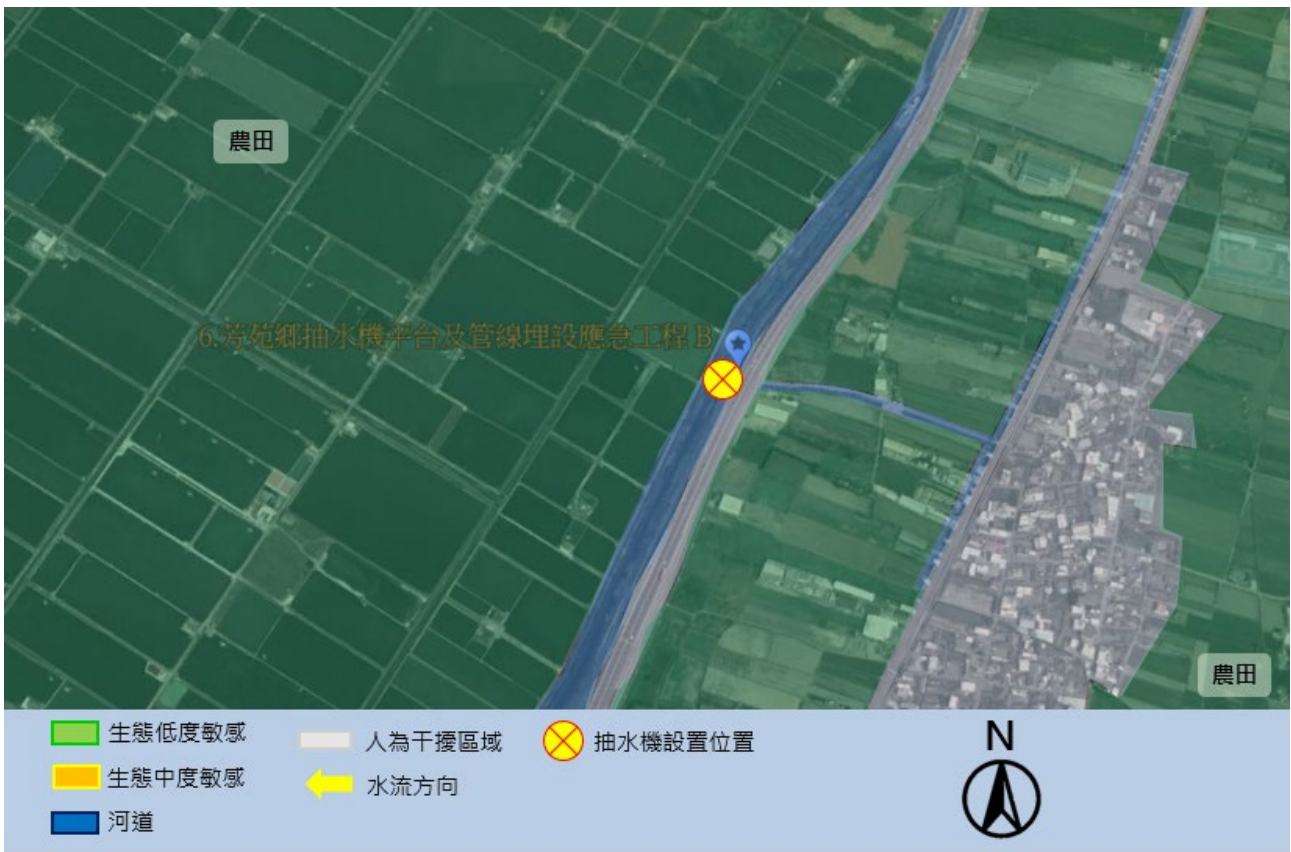 農田
6.芳苑鄉抽水機平台及管線埋設應急工程 B
農田
生態低度敏感
人為干擾區域
抽水機設置位置
N
生態中度敏感
水流方向
河道